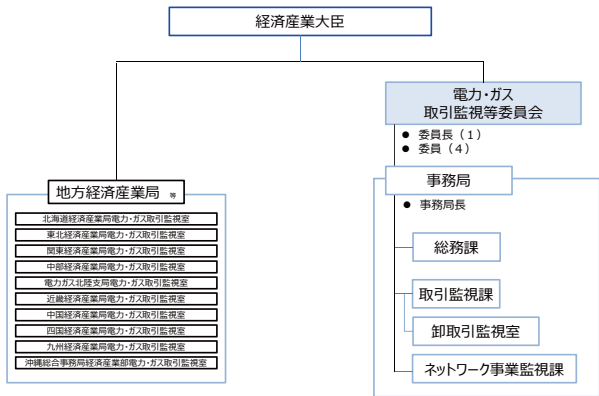 経済産業大臣
電力・ガス
取引監視等委員会
● 委員長（１）
● 委員（４）
事務局
● 事務局長
総務課
取引監視課
卸取引監視室
ネットワーク事業監視課
地方経済産業局 等
北海道経済産業局電力・ガス取引監視室
東北経済産業局電力・ガス取引監視室
関東経済産業局電力・ガス取引監視室
中部経済産業局電力・ガス取引監視室
電力ガス北陸支局電力・ガス取引監視室
近畿経済産業局電力・ガス取引監視室
中国経済産業局電力・ガス取引監視室
四国経済産業局電力・ガス取引監視室
九州経済産業局電力・ガス取引監視室
沖縄総合事務局経済産業部電力・ガス取引監視室